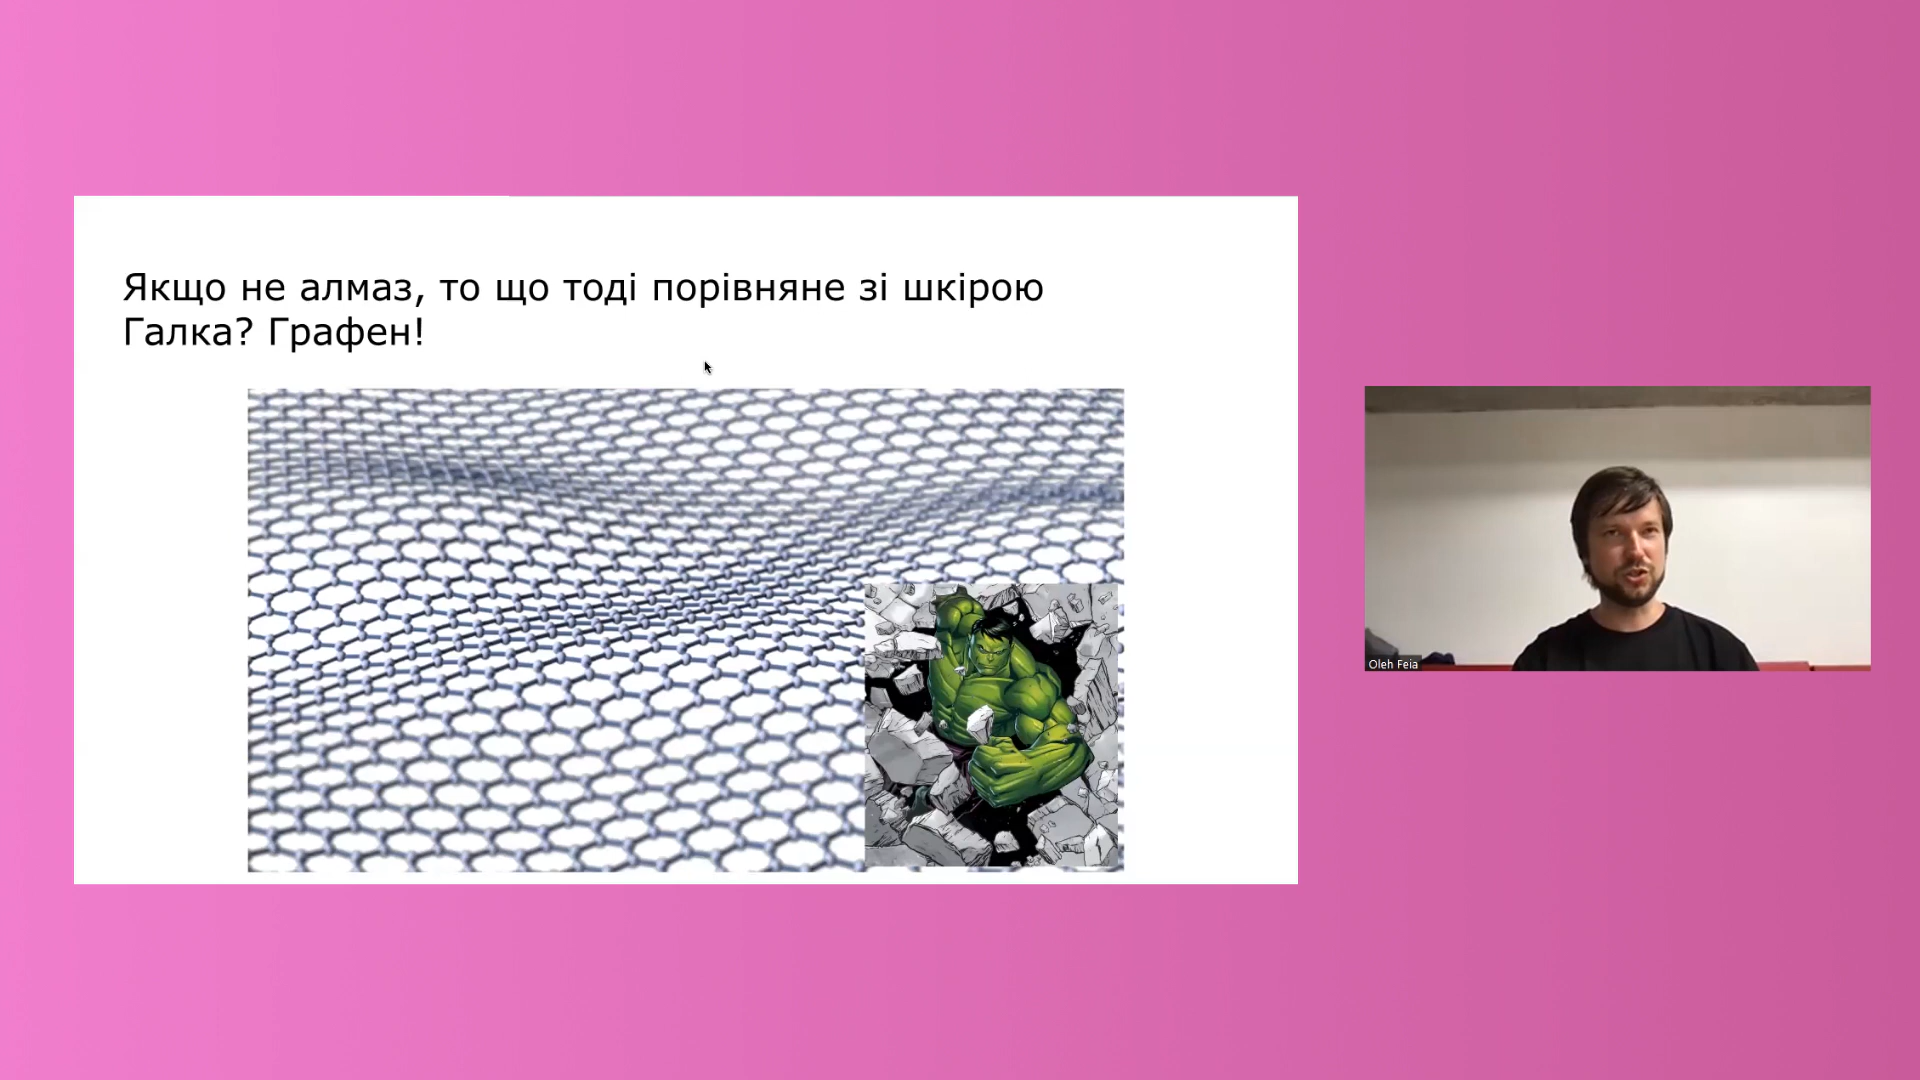 Якщо не алмаз, то що тоді порівняне зі шкірою
Галка? Графен!
Oleh Feia